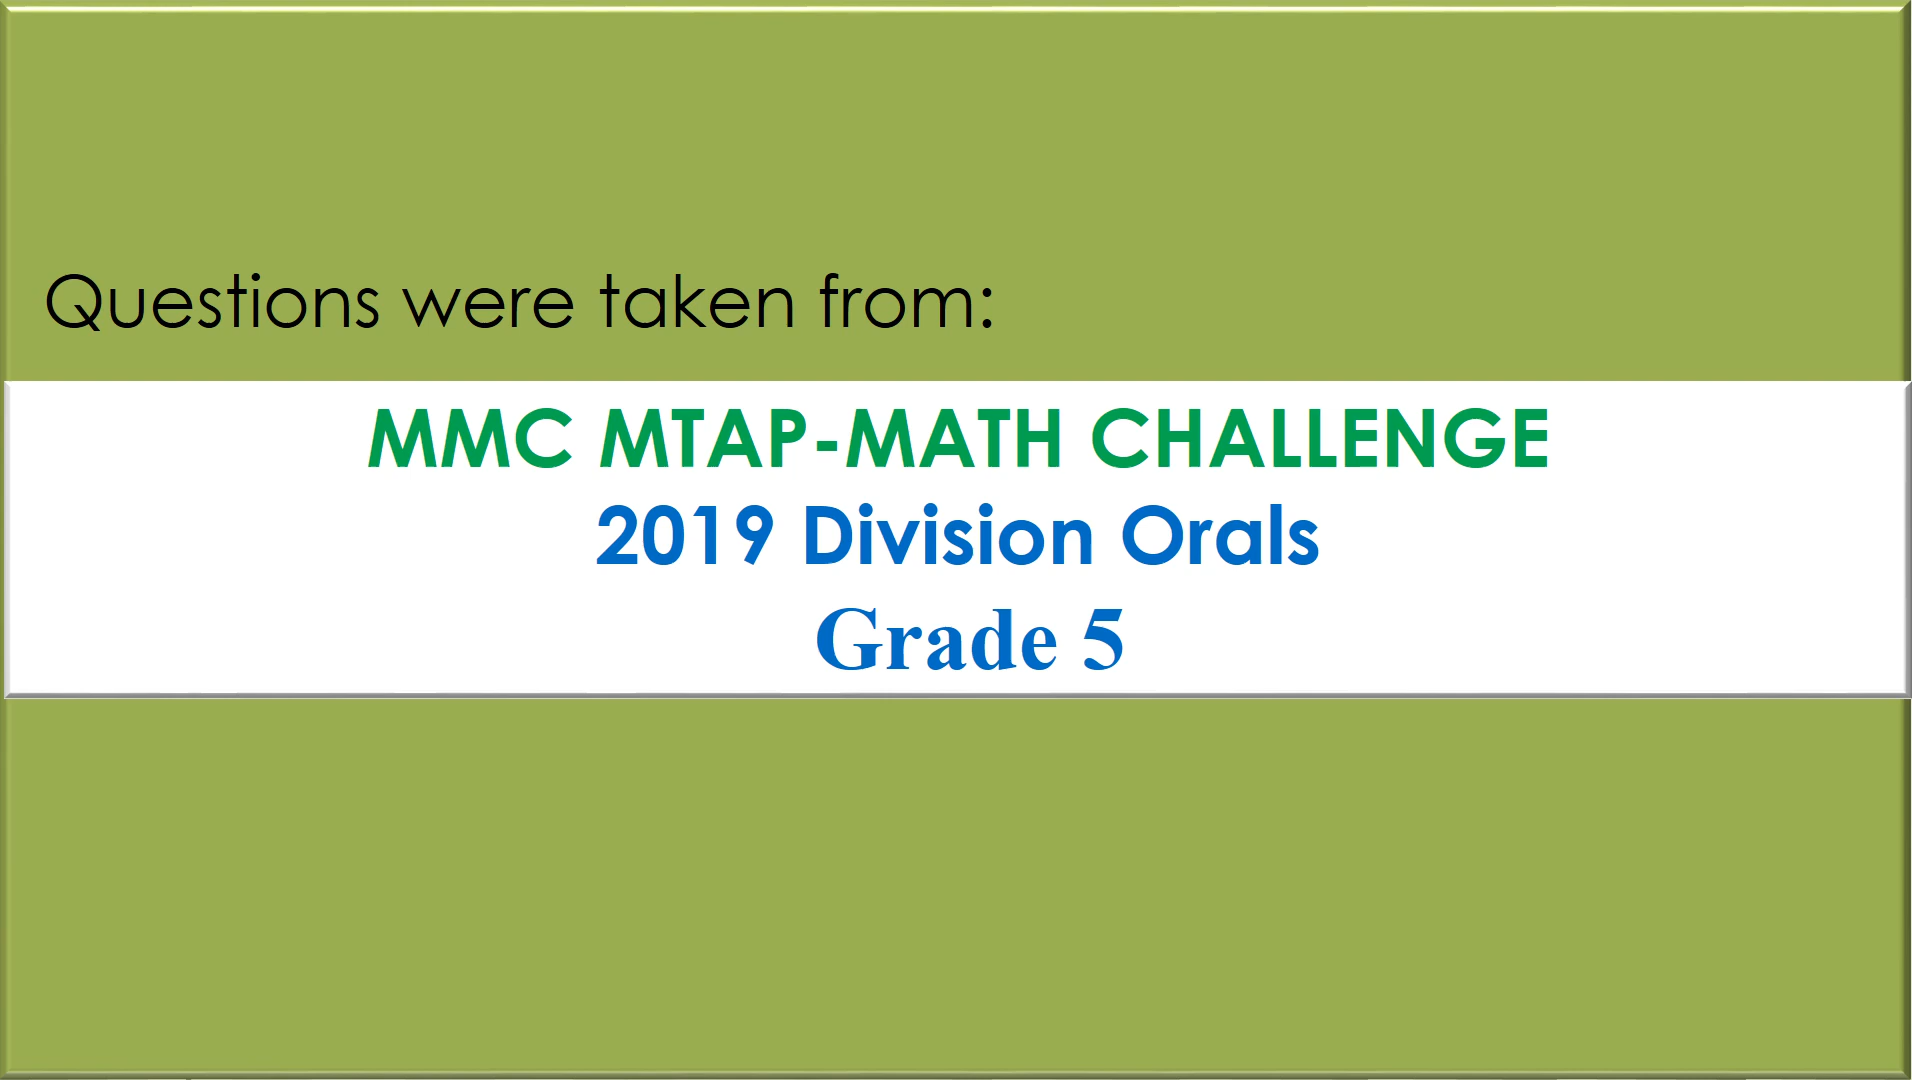 Questions were taken from:
MMC MTAP-MATH CHALLENGE
2019 Division Orals
Grade 5